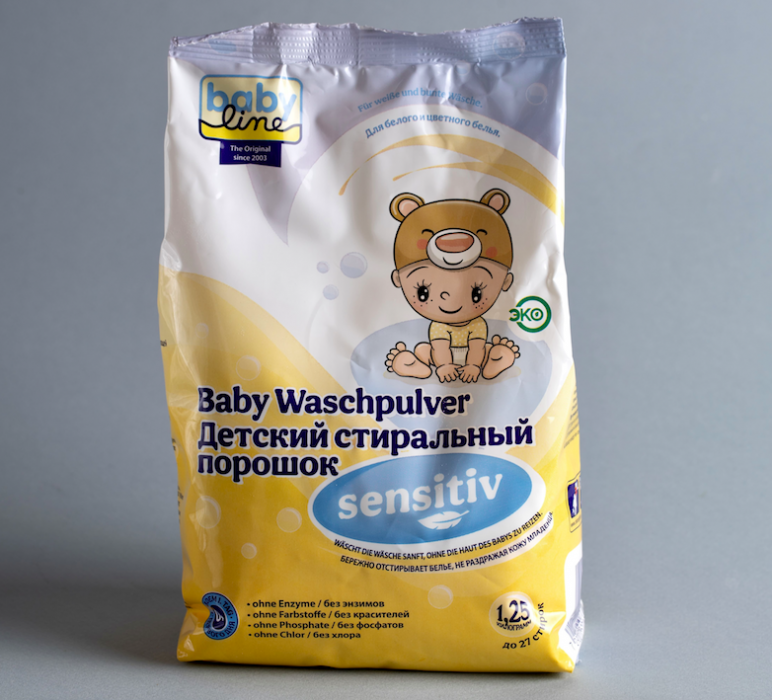 baby
line
The Original
since 2003
Für weiße und bunte Wäsche.
Для белого и цветного белья.
ЭКО
Baby Waschpulver
Детский стиральный
порошок
sensitiv
WÄSCHT DIE WÄSCHE SANFT, OHNE DIE HAUT DES BABYS ZU REIZEN.
БЕРЕЖНО ОТСТИРЫВАЕТ БЕЛЬЕ, НЕ РАЗДРАЖАЯ КОЖУ МЛАДЕНЦА
• ohne Enzyme / без энзимов
• ohne Farbstoffe / без красителей
• ohne Phosphate / без фосфатов
• ohne Chlor / без хлора
1,25
КИЛОГРАММ
до 27 стирок